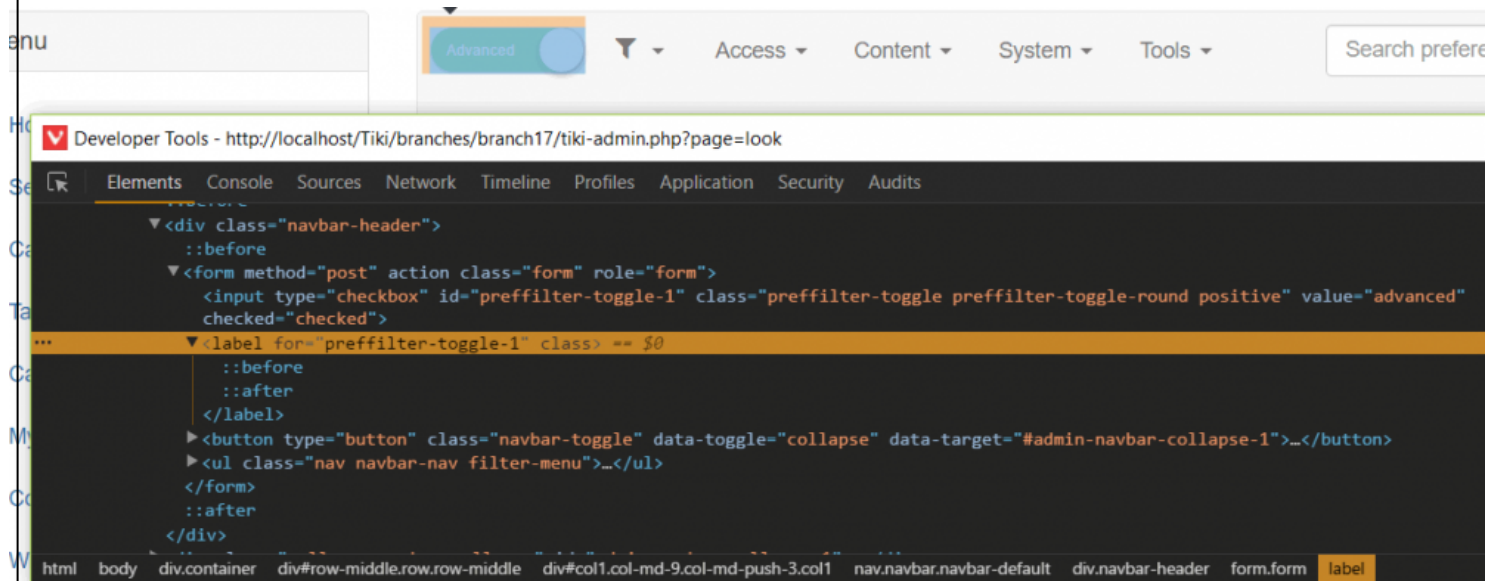 enu
Advanced
Access
Content
System
Tools
Search prefere
Developer Tools - http://localhost/Tiki/branches/branch17/tiki-admin.php?page=look
Elements Console Sources Network Timeline Profiles Application Security Audits
::before
▼<div class="navbar-header">
::before
▼<form method="post" action class="form" role="form">
<input type="checkbox" id="preffilter-toggle-1" class="preffilter-toggle preffilter-toggle-round positive" value="advanced"
checked="checked">
… ▼<label for="preffilter-toggle-1" class> == $0
::before
::after
</label>
▶<button type="button" class="navbar-toggle" data-toggle="collapse" data-target="#admin-navbar-collapse-1">…</button>
▶<ul class="nav navbar-nav filter-menu">…</ul>
</form>
::after
</div>
html body div.container div#row-middle.row.row-middle div#col1.col-md-9.col-md-push-3.col1 nav.navbar.navbar-default div.navbar-header form.form label